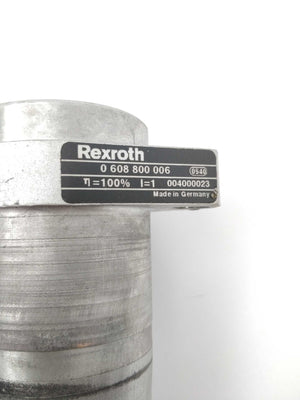 Rexroth
0 608 800 006 0540
η=100% I=1 004000023
Made in Germany